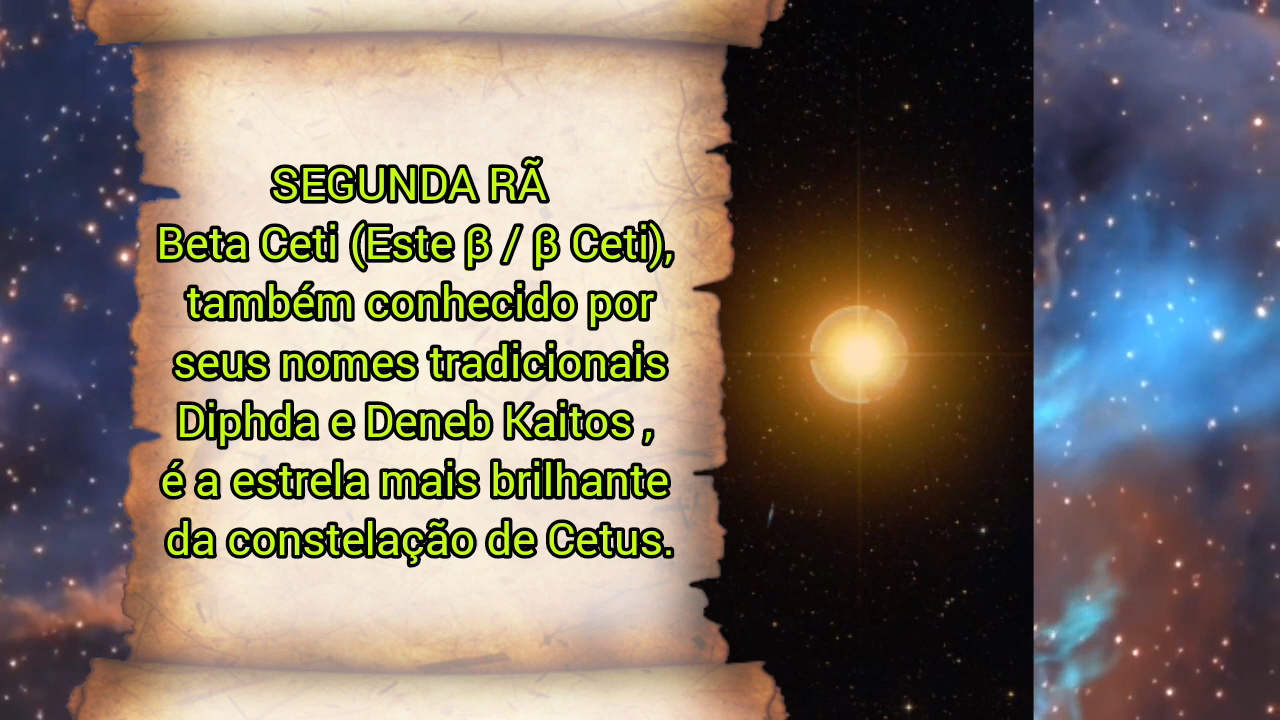 SEGUNDA RÃ
Beta Ceti (Este β / β Ceti),
também conhecido por
seus nomes tradicionais
Diphda e Deneb Kaitos ,
é a estrela mais brilhante
da constelação de Cetus.